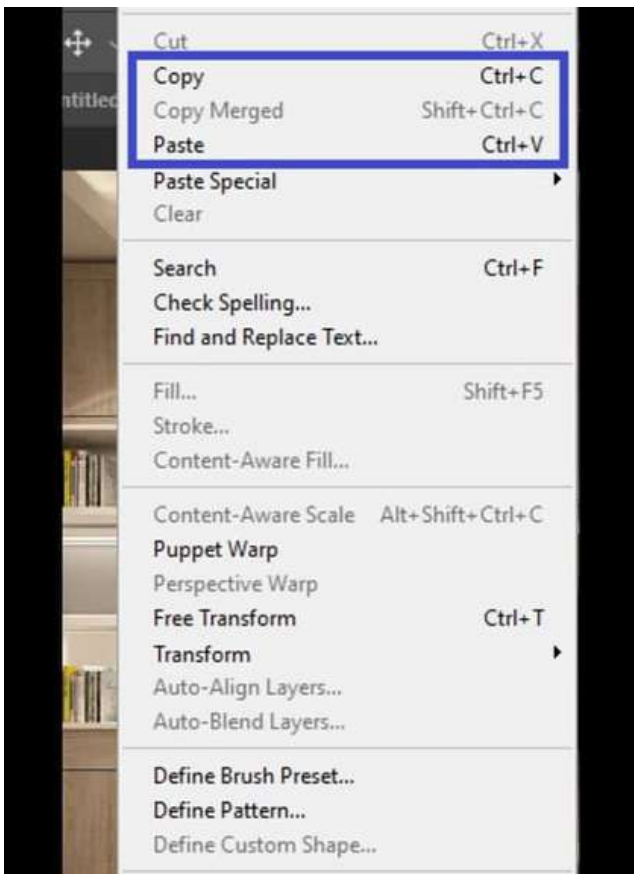 Cut Ctrl+X
ntitled
Copy Ctrl+C
Copy Merged Shift+Ctrl+C
Paste Ctrl+V
Paste Special
Clear
Search Ctrl+F
Check Spelling...
Find and Replace Text...
Fill... Shift+F5
Stroke...
Content-Aware Fill...
Content-Aware Scale Alt+Shift+Ctrl+C
Puppet Warp
Perspective Warp
Free Transform Ctrl+T
Transform
Auto-Align Layers...
Auto-Blend Layers...
Define Brush Preset...
Define Pattern...
Define Custom Shape...